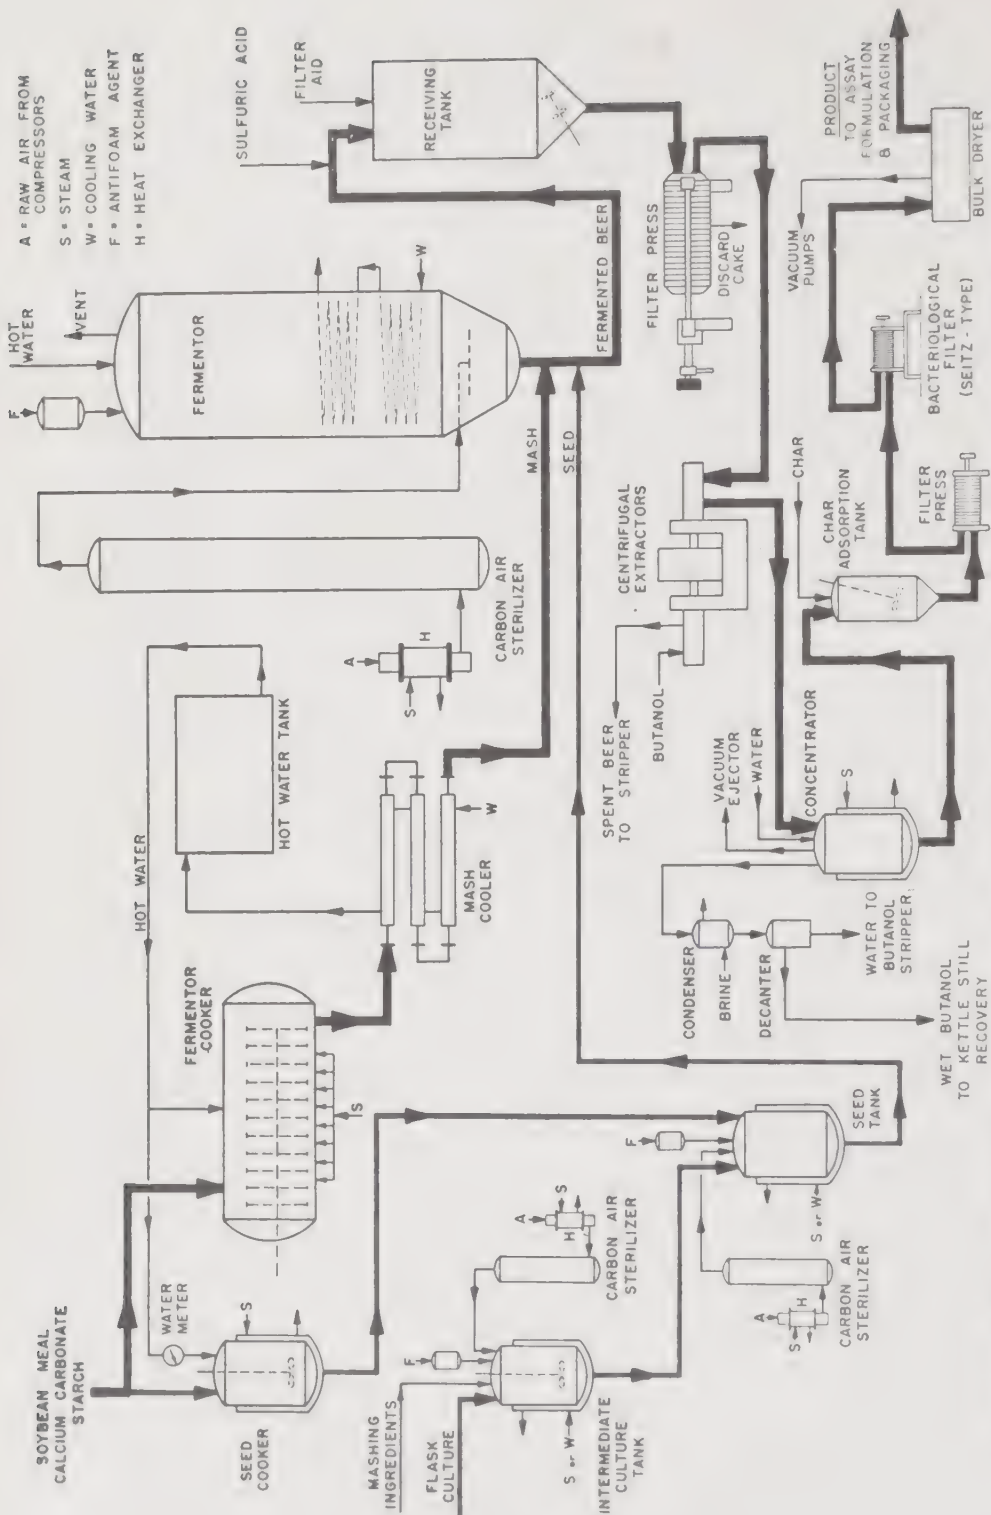 SOYBEAN MEAL
CALCIUM CARBONATE
STARCH
WATER
METER
S
SEED
COOKER
HOT WATER
FERMENTOR
COOKER
S
HOT WATER TANK
MASH
COOLER
W
A
S
H
CARBON AIR
STERILIZER
F
HOT
WATER
VENT
FERMENTOR
W
A = RAW AIR FROM
COMPRESSORS
S = STEAM
W = COOLING WATER
F = ANTIFOAM AGENT
H = HEAT EXCHANGER
MASH
SEED
FERMENTED BEER
SULFURIC ACID
FILTER
AID
RECEIVING
TANK
MASHING
INGREDIENTS
FLASK
CULTURE
F
S or W
INTERMEDIATE
CULTURE
TANK
A
S
H
CARBON AIR
STERILIZER
F
A
S
H
CARBON AIR
STERILIZER
S or W
SEED
TANK
FILTER PRESS
DISCARD
CAKE
CENTRIFUGAL
EXTRACTORS
SPENT BEER
TO STRIPPER
BUTANOL
VACUUM
EJECTOR
WATER
CONCENTRATOR
S
CONDENSER
BRINE
DECANTER
WATER TO
BUTANOL
STRIPPER
WET BUTANOL
TO KETTLE STILL
RECOVERY
CHAR
CHAR
ADSORPTION
TANK
FILTER
PRESS
BACTERIOLOGICAL
FILTER
(SEITZ - TYPE)
VACUUM
PUMPS
BULK DRYER
PRODUCT
TO ASSAY
FORMULATION
& PACKAGING